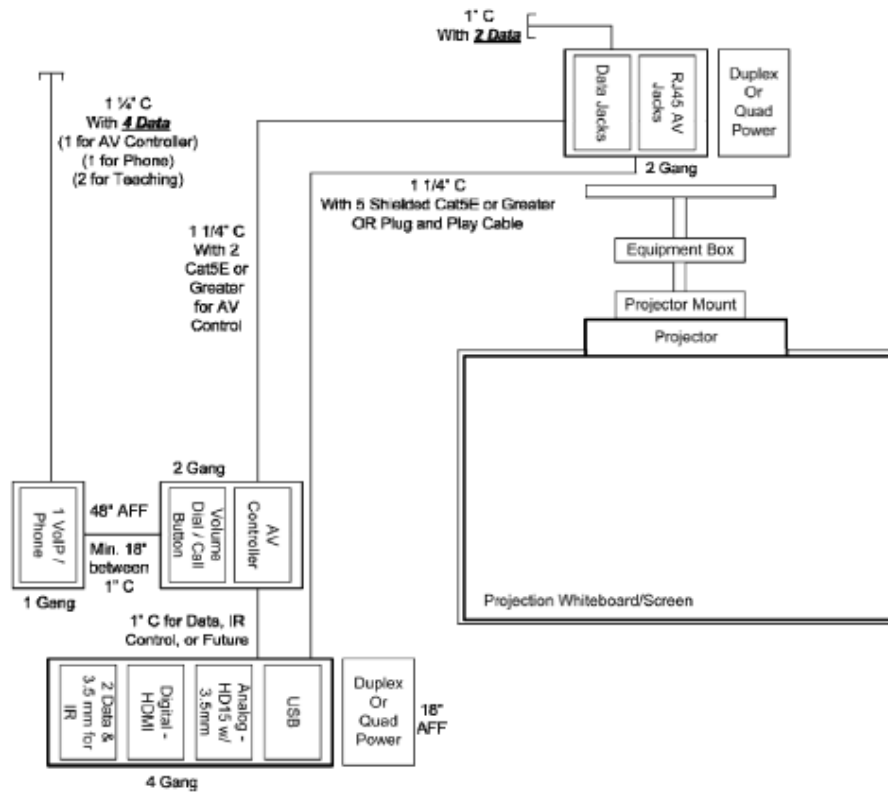 1" C
With 2 Data
Data Jacks
RJ45 AV
Jacks
Duplex
Or
Quad
Power
2 Gang
1 ¼" C
With 4 Data
(1 for AV Controller)
(1 for Phone)
(2 for Teaching)
1 1/4" C
With 5 Shielded Cat5E or Greater
OR Plug and Play Cable
1 1/4" C
With 2
Cat5E or
Greater
for AV
Control
Equipment Box
Projector Mount
Projector
Projection Whiteboard/Screen
2 Gang
1 VoIP /
Phone
1 Gang
48" AFF
Min. 18"
between
1" C
Volume
Dial / Call
Button
AV
Controller
1" C for Data, IR
Control, or Future
2 Data &
3.5 mm for
IR
Digital -
HDMI
Analog -
HD15 w/
3.5mm
USB
4 Gang
Duplex
Or
Quad
Power
18"
AFF